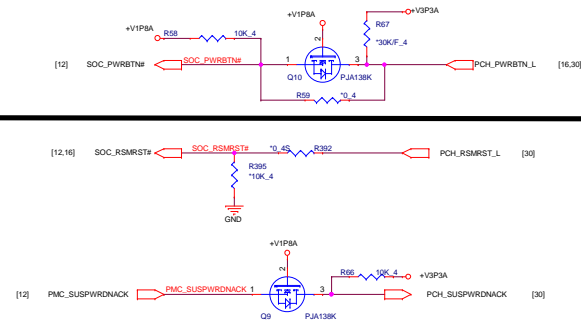 +V1P8A
+V3P3A
+V1P8A R58 10K_4
R67
*30K/F_4
2
[12] SOC_PWRBTN# SOC_PWRBTN# 1 3 PCH_PWRBTN_L [16,30]
Q10 PJA138K
R59 *0_4
[12,16] SOC_RSMRST# SOC_RSMRST# *0_4S R392 PCH_RSMRST_L [30]
R395
*10K_4
GND
+V1P8A
2
R66 10K_4 +V3P3A
[12] PMC_SUSPWRDNACK PMC_SUSPWRDNACK 1 3 PCH_SUSPWRDNACK [30]
Q9 PJA138K